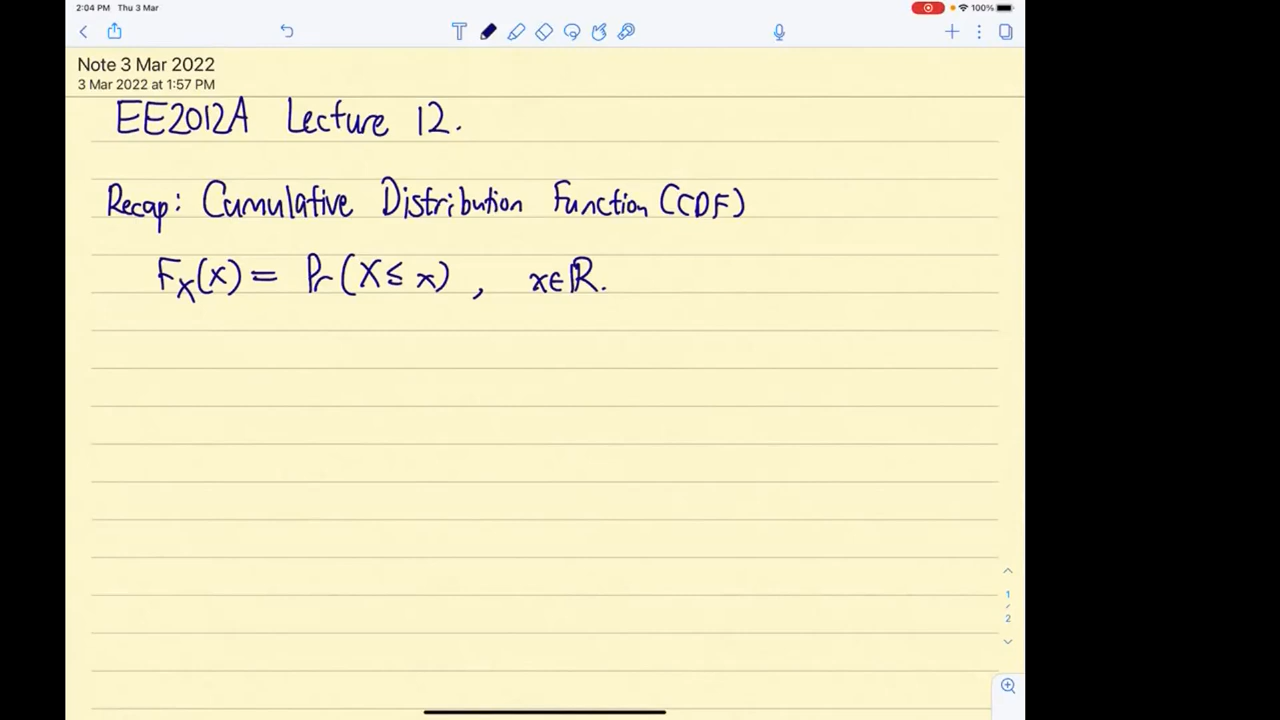 2:04 PM Thu 3 Mar
100%
Note 3 Mar 2022
3 Mar 2022 at 1:57 PM
EE2012A Lecture 12.
Recap: Cumulative Distribution Function (CDF)
F_X(x) = Pr(X ≤ x), x∈ℝ.
1
/
2